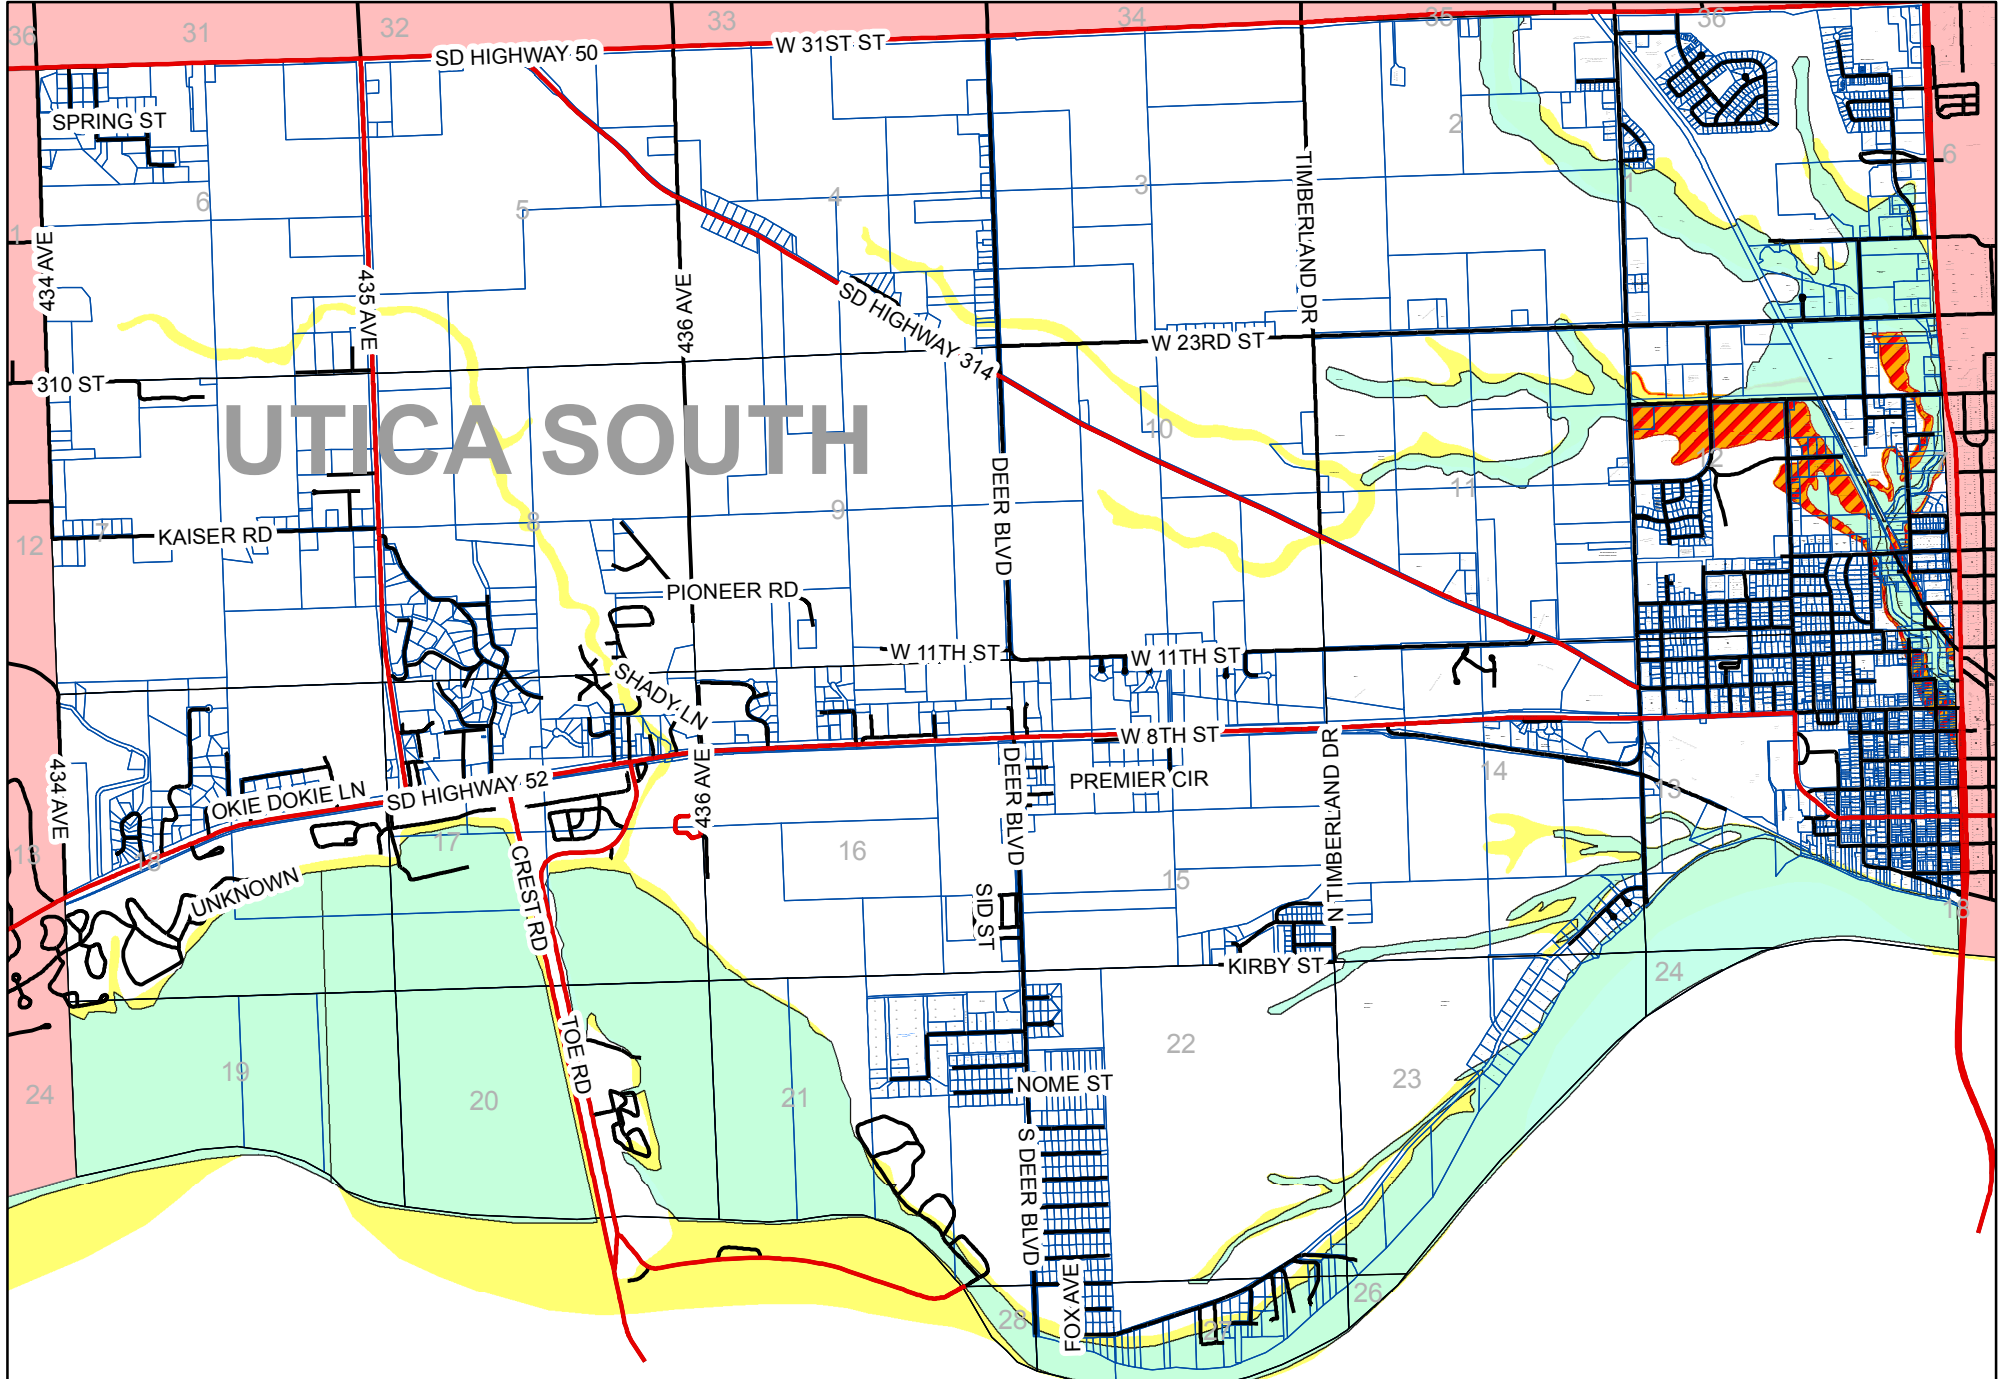 36
31
32
33
34
35
36
SD HIGHWAY 50
W 31ST ST
SPRING ST
2
6
TIMBERLAND DR
6
5
4
3
1
1
434 AVE
435 AVE
436 AVE
SD HIGHWAY 314
W 23RD ST
310 ST
UTICA SOUTH
10
12
7
11
DEER BLVD
9
8
7
12
KAISER RD
PIONEER RD
W 11TH ST
W 11TH ST
SHADY LN
W 8TH ST
434 AVE
436 AVE
DEER BLVD
N TIMBERLAND DR
PREMIER CIR
14
13
OKIE DOKIE LN
SD HIGHWAY 52
17
16
13
18
15
UNKNOWN
CREST RD
SID ST
18
KIRBY ST
24
TOE RD
22
19
20
21
24
NOME ST
23
S DEER BLVD
FOX AVE
28
27
26